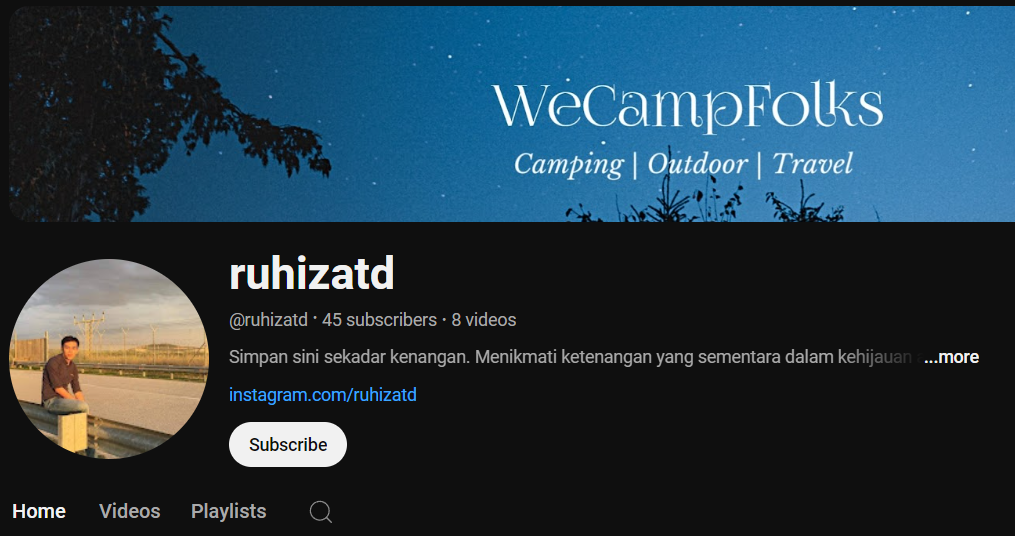 WeCampFolks
Camping | Outdoor | Travel
ruhizatd
@ruhizatd · 45 subscribers · 8 videos
Simpan sini sekadar kenangan. Menikmati ketenangan yang sementara dalam kehijauan ...more
instagram.com/ruhizatd
Subscribe
Home Videos Playlists